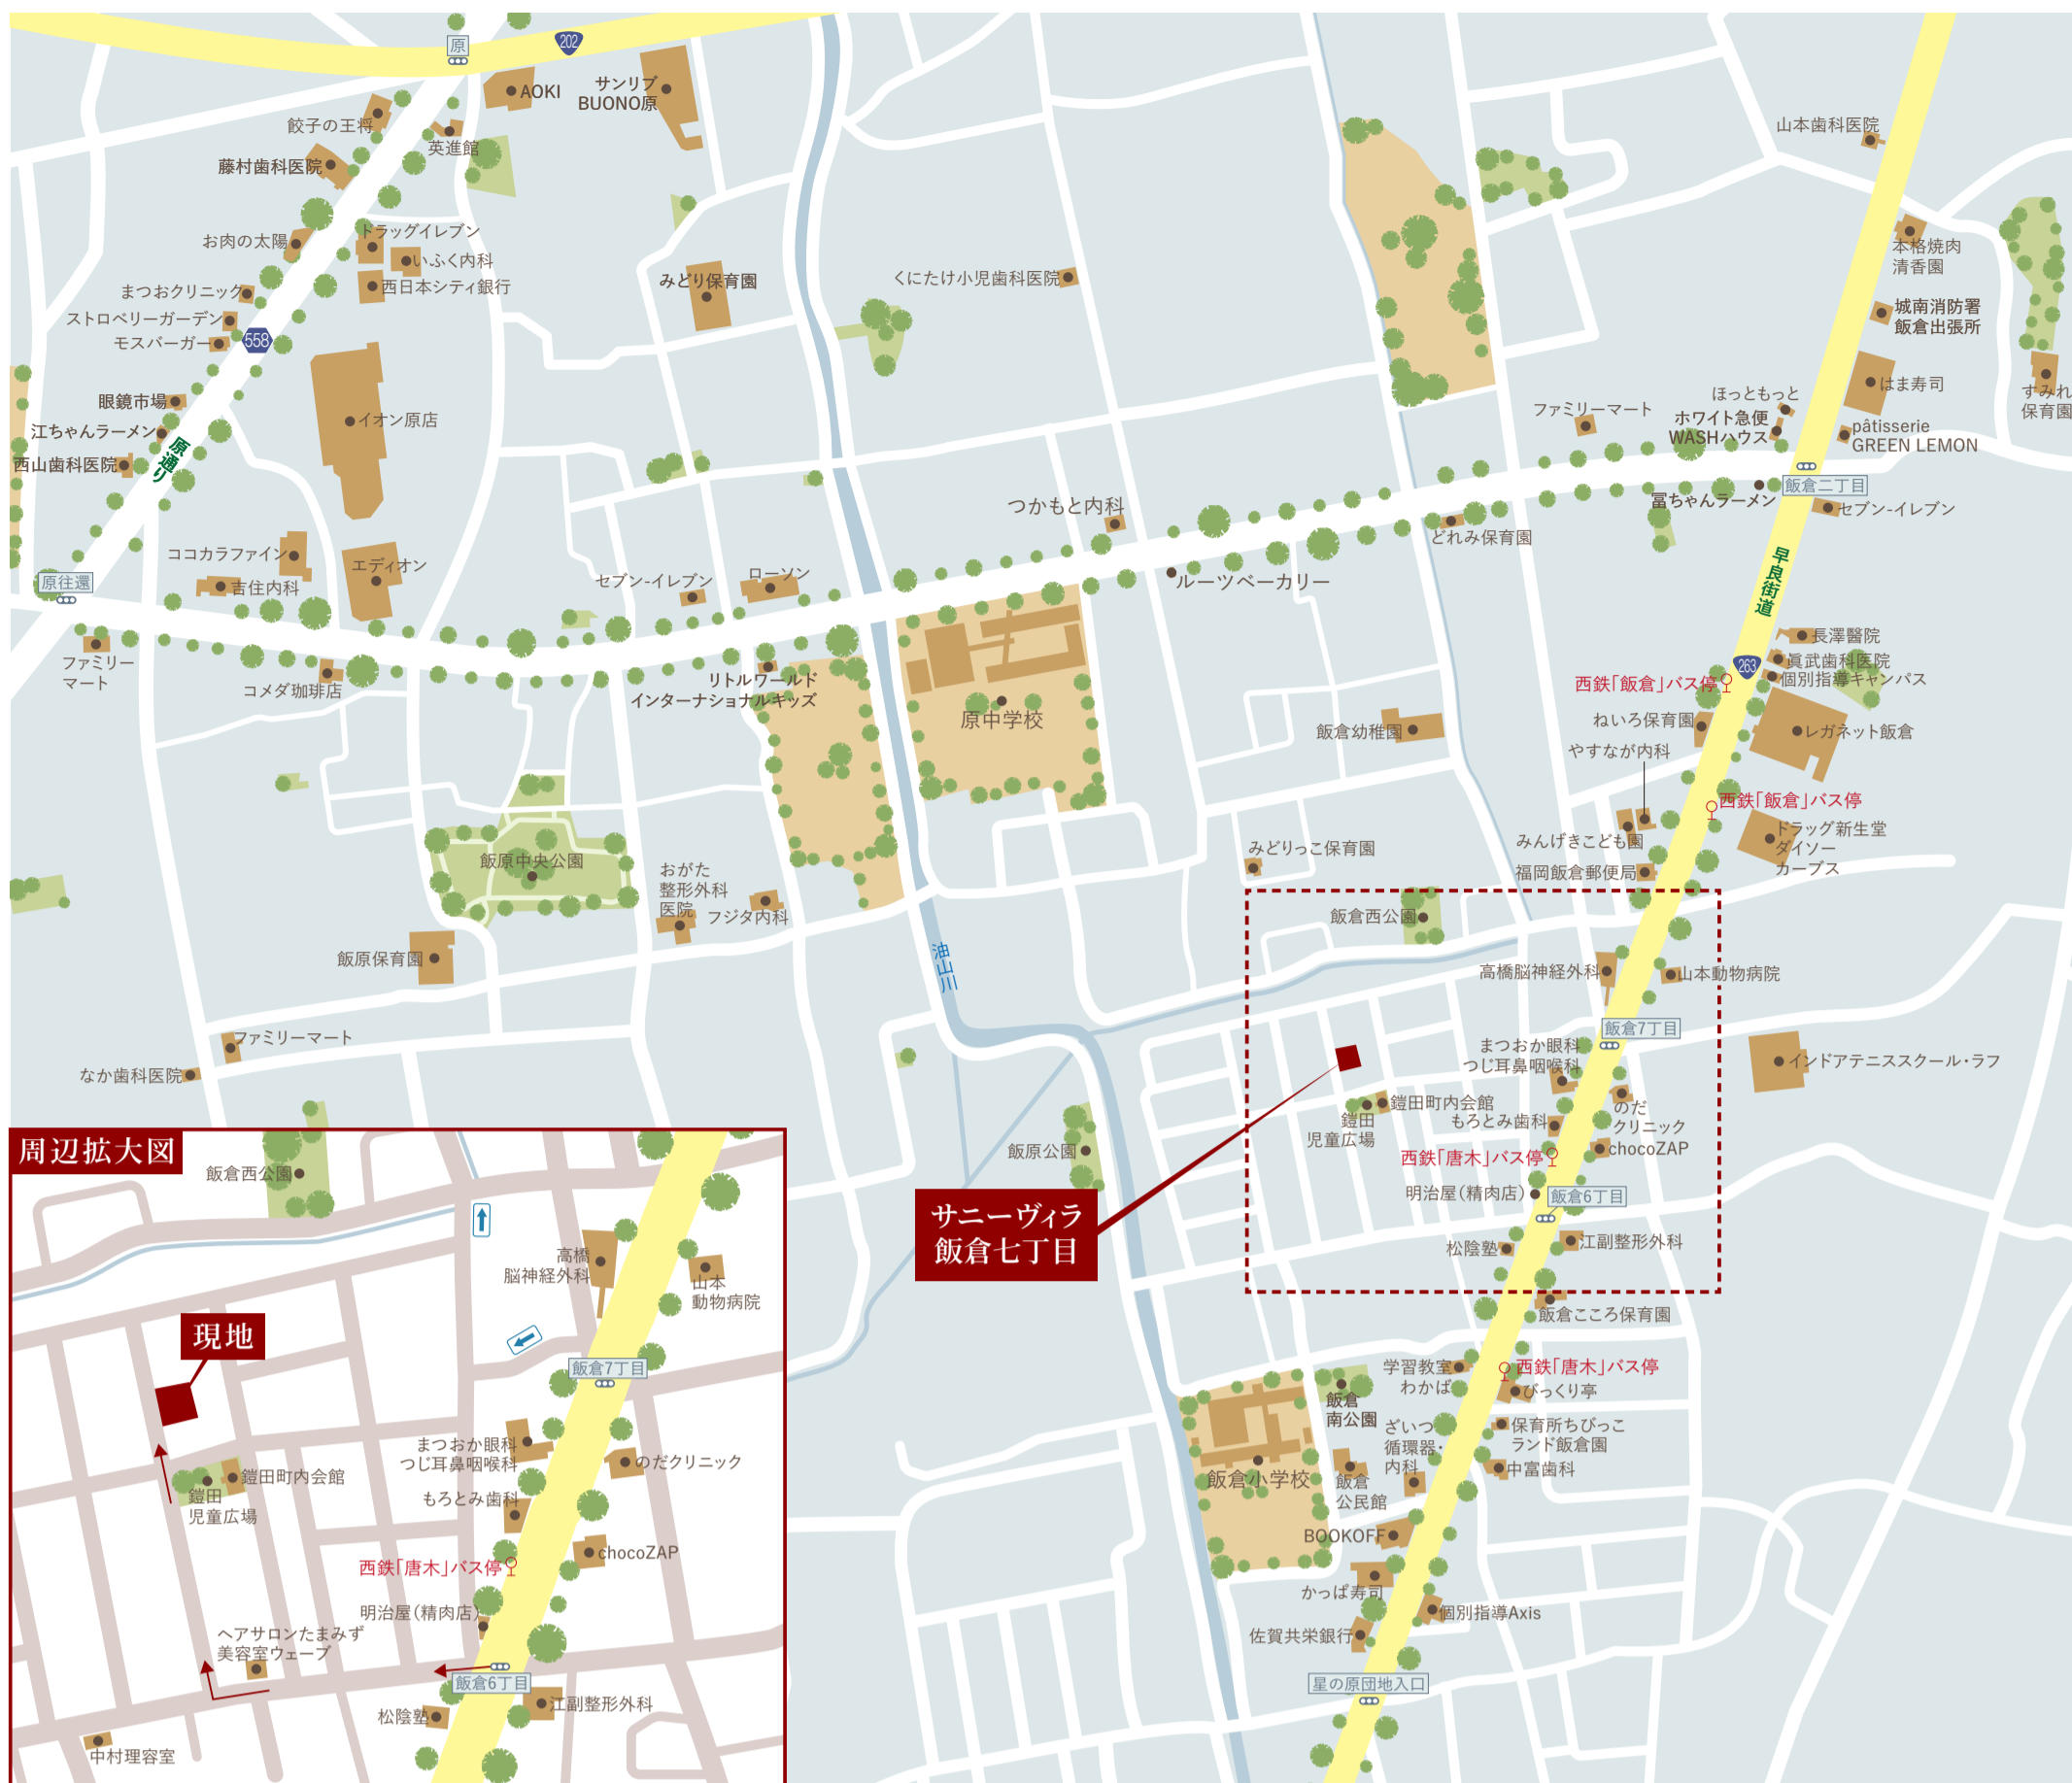 原
202
AOKI
サンリブ
BUONO原
餃子の王将
英進館
藤村歯科医院
お肉の太陽
ドラッグイレブン
いふく内科
西日本シティ銀行
まつおクリニック
ストロベリーガーデン
モスバーガー
558
眼鏡市場
江ちゃんラーメン
西山歯科医院
原通り
イオン原店
みどり保育園
くにたけ小児歯科医院
山本歯科医院
本格焼肉
清香園
城南消防署
飯倉出張所
はま寿司
すみれ
保育園
ほっともっと
ホワイト急便
WASHハウス
ファミリーマート
pâtisserie
GREEN LEMON
飯倉二丁目
冨ちゃんラーメン
セブン-イレブン
つかもと内科
どれみ保育園
ルーツベーカリー
早良街道
ココカラファイン
吉住内科
エディオン
原往還
セブン-イレブン
ローソン
ファミリー
マート
コメダ珈琲店
リトルワールド
インターナショナルキッズ
原中学校
長澤醫院
眞武歯科医院
個別指導キャンパス
263
西鉄「飯倉」バス停
ねいろ保育園
やすなが内科
レガネット飯倉
飯倉幼稚園
西鉄「飯倉」バス停
ドラッグ新生堂
ダイソー
カーブス
みんげきこども園
福岡飯倉郵便局
みどりっこ保育園
飯倉西公園
飯原中央公園
おがた
整形外科
医院
フジタ内科
飯原保育園
油山川
高橋脳神経外科
山本動物病院
飯倉7丁目
まつおか眼科
つじ耳鼻咽喉科
インドアテニススクール・ラフ
ファミリーマート
なか歯科医院
鎧田町内会館
鎧田
児童広場
もろとみ歯科
のだ
クリニック
chocoZAP
飯原公園
西鉄「唐木」バス停
明治屋(精肉店)
飯倉6丁目
サニーヴィラ
飯倉七丁目
松陰塾
江副整形外科
飯倉こころ保育園
学習教室
わかば
西鉄「唐木」バス停
びっくり亭
飯倉
南公園
ざいつ
循環器・
内科
保育所ちびっこ
ランド飯倉園
中富歯科
飯倉小学校
飯倉
公民館
BOOKOFF
かっぱ寿司
個別指導Axis
佐賀共栄銀行
星の原団地入口
周辺拡大図
飯倉西公園
高橋
脳神経外科
山本
動物病院
現地
飯倉7丁目
まつおか眼科
つじ耳鼻咽喉科
のだクリニック
鎧田町内会館
鎧田
児童広場
もろとみ歯科
chocoZAP
西鉄「唐木」バス停
明治屋(精肉店)
ヘアサロンたまみず
美容室ウェーブ
飯倉6丁目
江副整形外科
松陰塾
中村理容室